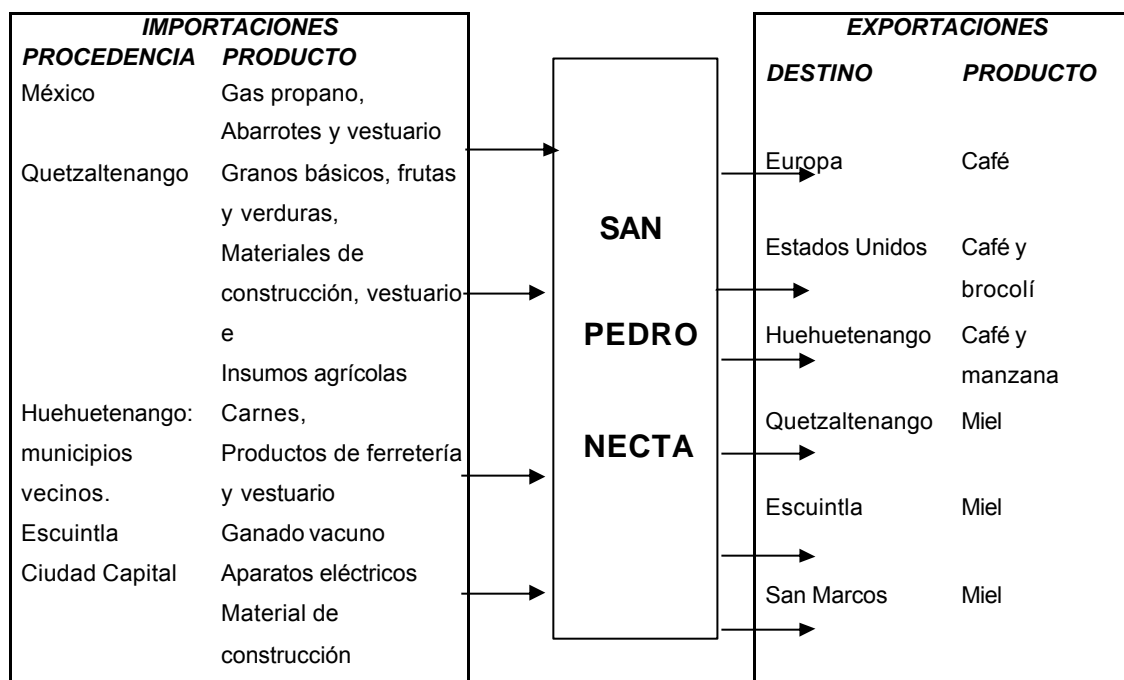 IMPORTACIONES
PROCEDENCIA PRODUCTO
México Gas propano,
Abarrotes y vestuario
Quetzaltenango Granos básicos, frutas
y verduras,
Materiales de
construcción, vestuario
e
Insumos agrícolas
Huehuetenango: Carnes,
municipios Productos de ferretería
vecinos. y vestuario
Escuintla Ganado vacuno
Ciudad Capital Aparatos eléctricos
Material de
construcción
SAN
PEDRO
NECTA
EXPORTACIONES
DESTINO PRODUCTO
Europa Café
Estados Unidos Café y
brocolí
Huehuetenango Café y
manzana
Quetzaltenango Miel
Escuintla Miel
San Marcos Miel